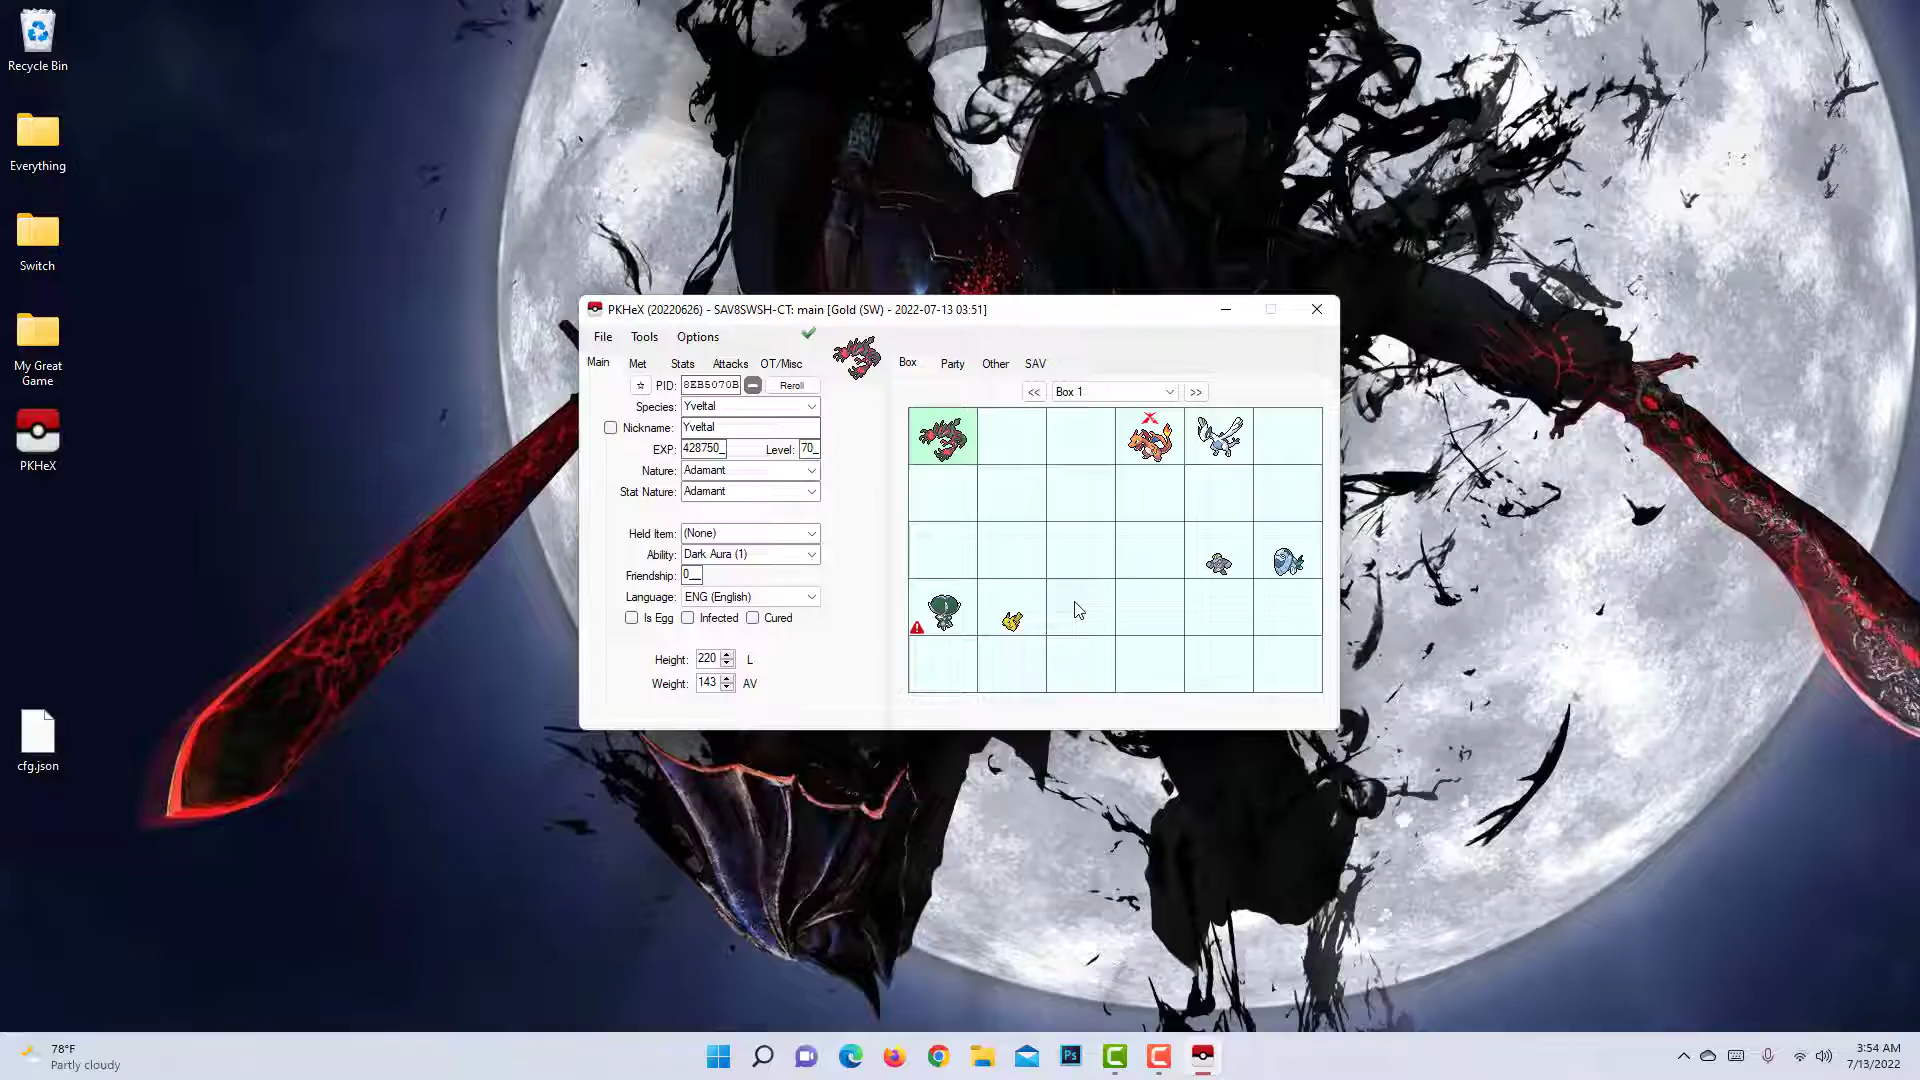 Recycle Bin
Everything
Switch
My Great
Game
PKHeX
cfg.json
PKHeX (20220626) - SAV8SWSH-CT: main [Gold (SW) - 2022-07-13 03:51]
File Tools Options
Main Met Stats Attacks OT/Misc
PID: 8EB5070B Reroll
Species: Yveltal
Nickname: Yveltal
EXP: 428750_ Level: 70_
Nature: Adamant
Stat Nature: Adamant
Held Item: (None)
Ability: Dark Aura (1)
Friendship: 0__
Language: ENG (English)
Is Egg Infected Cured
Height: 220 L
Weight: 143 AV
Box Party Other SAV
<< Box 1 >>
78°F
Partly cloudy
Ps
3:54 AM
7/13/2022